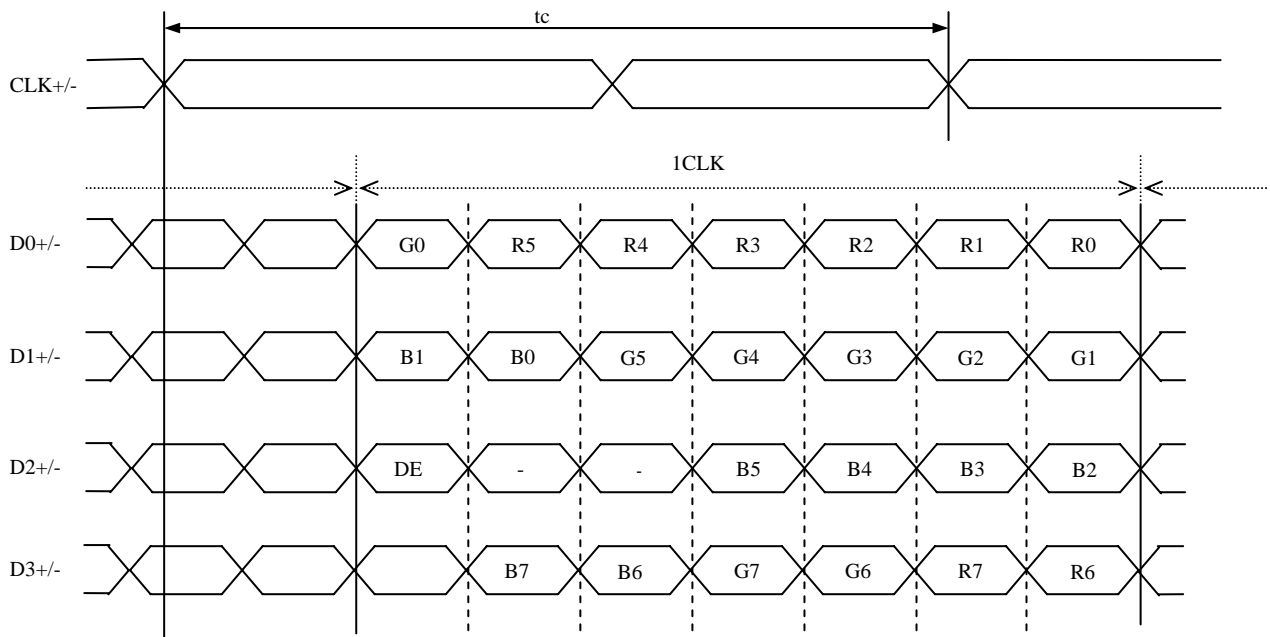 tc
CLK+/-
1CLK
D0+/- G0 R5 R4 R3 R2 R1 R0
D1+/- B1 B0 G5 G4 G3 G2 G1
D2+/- DE - - B5 B4 B3 B2
D3+/- B7 B6 G7 G6 R7 R6